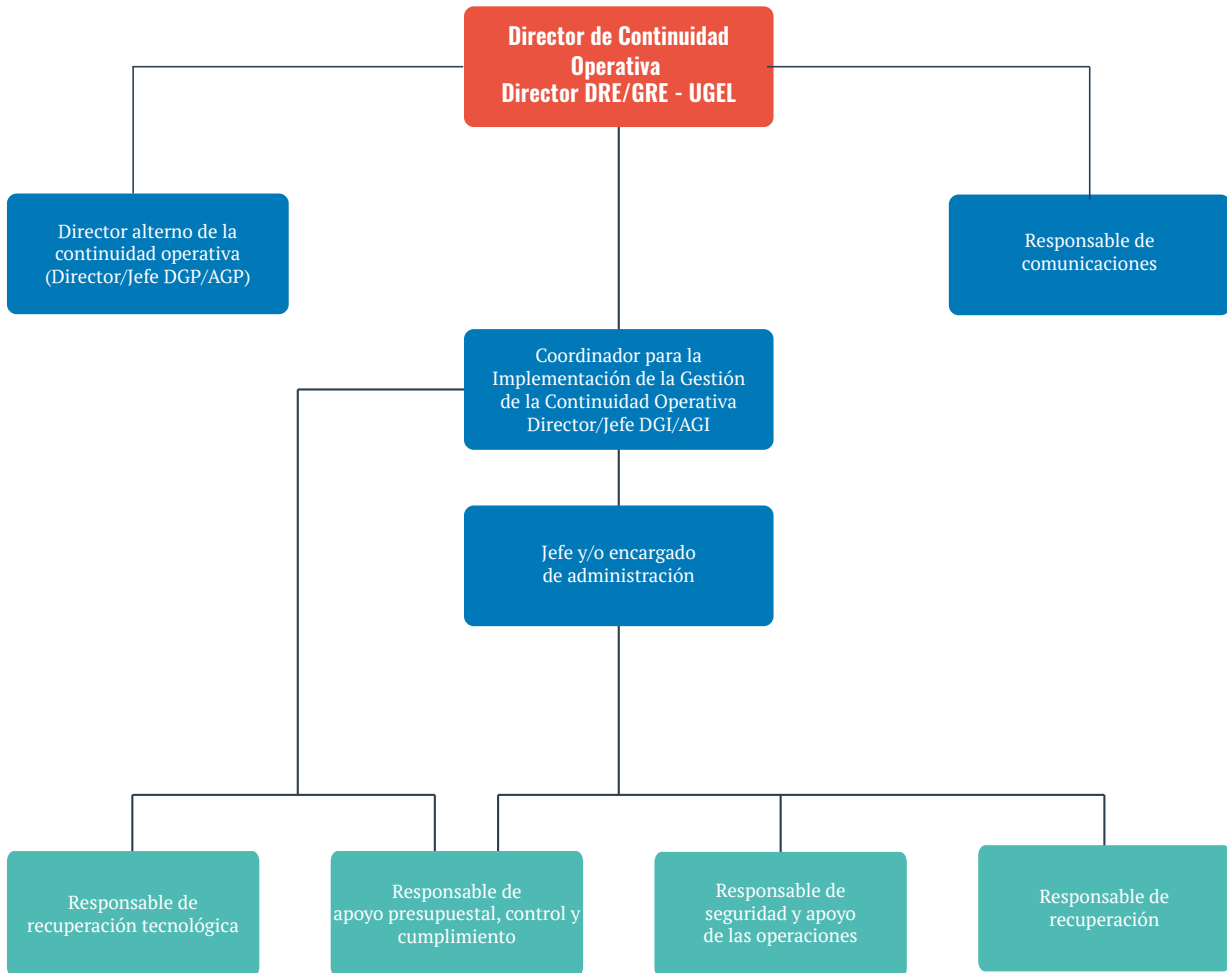 Director de Continuidad
Operativa
Director DRE/GRE - UGEL
Director alterno de la
continuidad operativa
(Director/Jefe DGP/AGP)
Responsable de
comunicaciones
Coordinador para la
Implementación de la Gestión
de la Continuidad Operativa
Director/Jefe DGI/AGI
Jefe y/o encargado
de administración
Responsable de
recuperación tecnológica
Responsable de
apoyo presupuestal, control y
cumplimiento
Responsable de
seguridad y apoyo
de las operaciones
Responsable de
recuperación